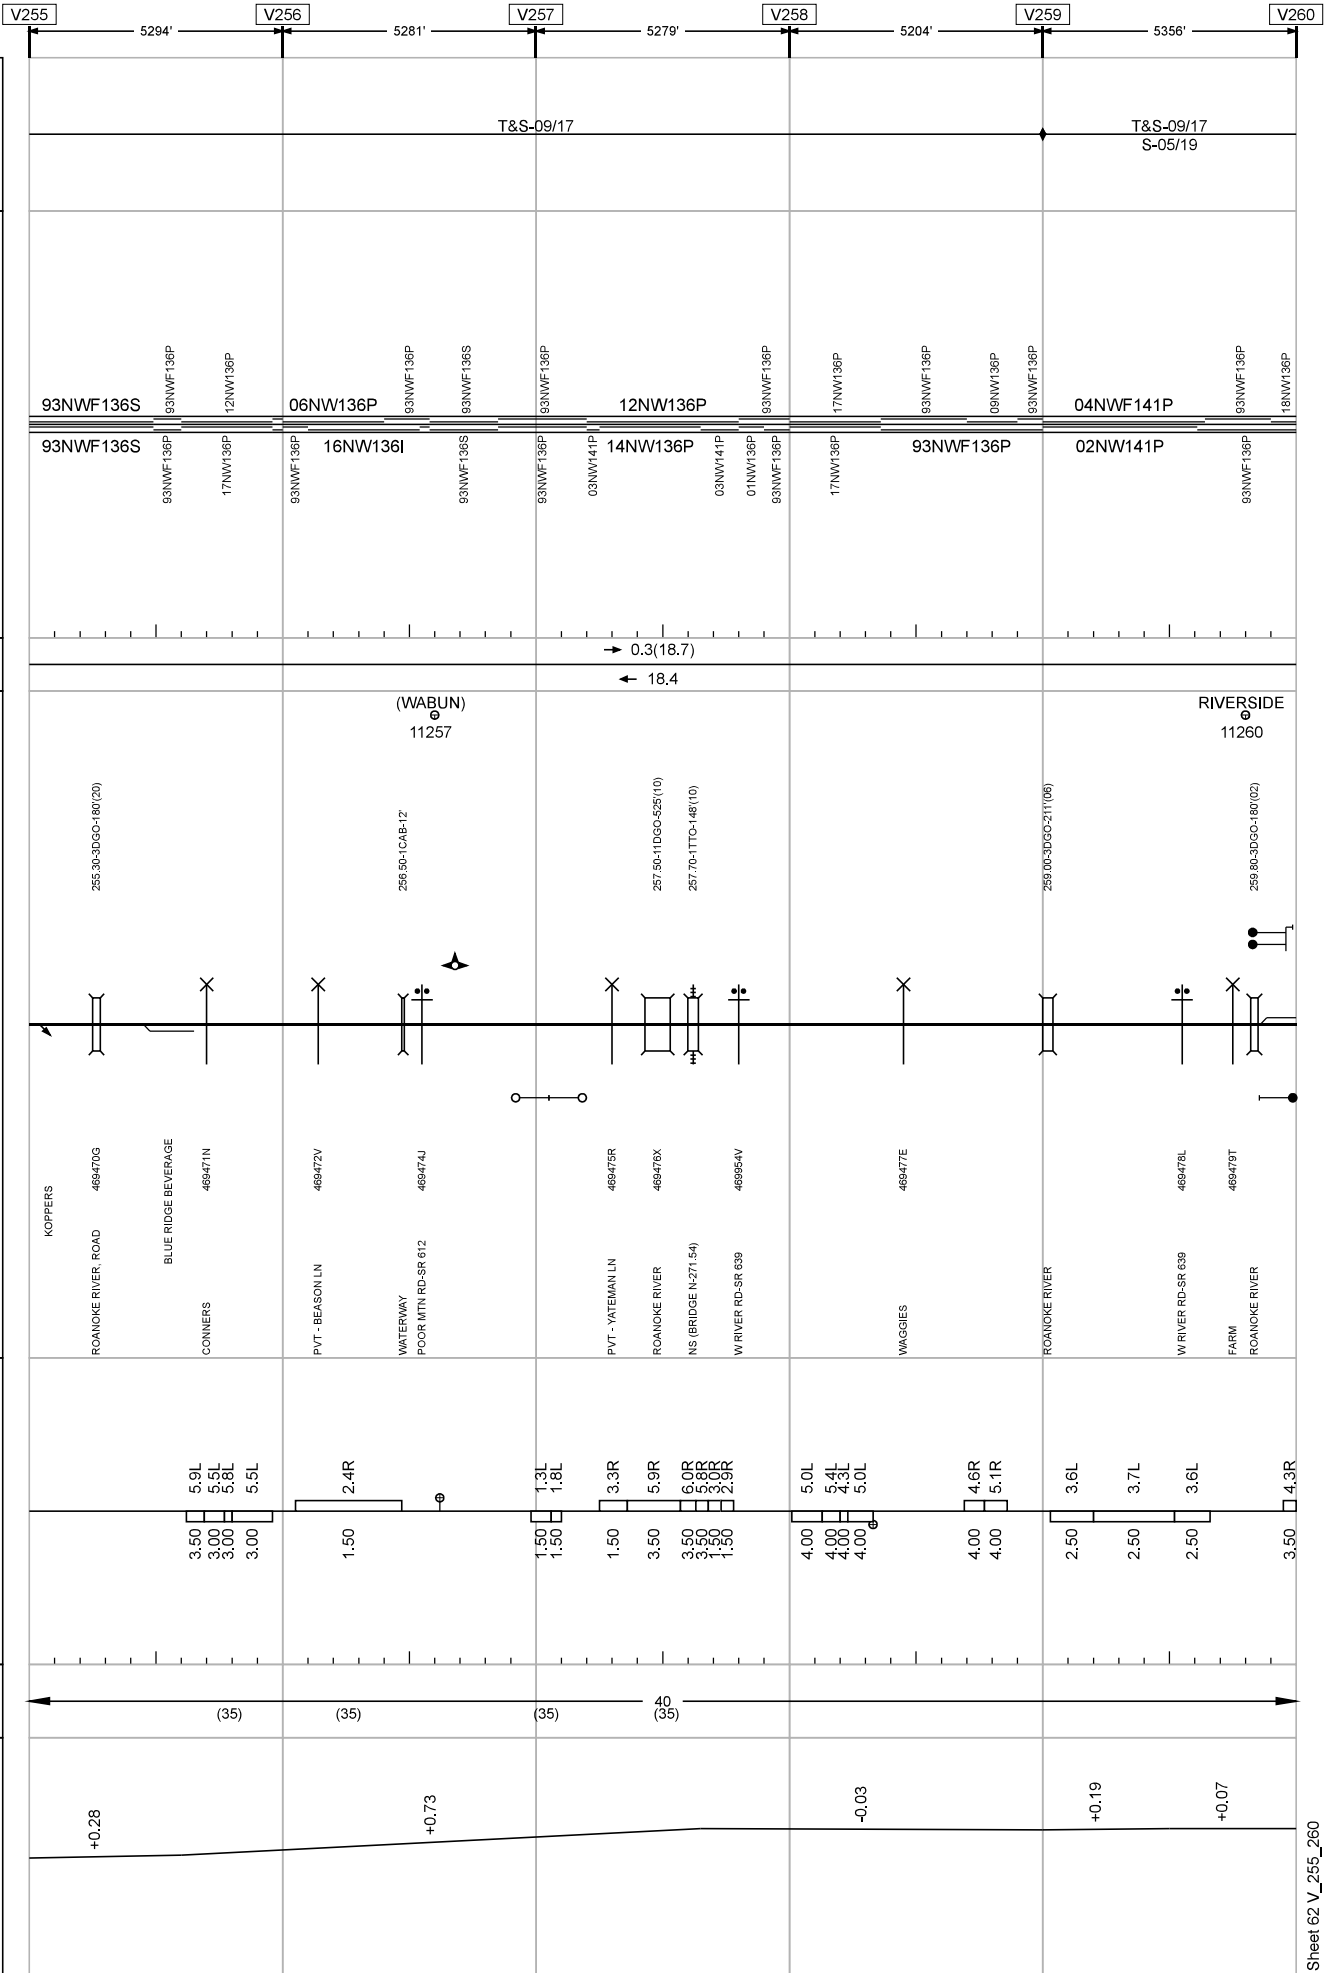 V255 V256 V257 V258 V259 V260
5294' 5281' 5279' 5204' 5356'
T&S-09/17 T&S-09/17
S-05/19
93NWF136P 12NW136P 93NWF136P 93NWF136S 93NWF136P 93NWF136P 17NW136P 93NWF136P 09NW136P 93NWF136P 93NWF136P 18NW136P
93NWF136S 06NW136P 12NW136P 04NWF141P
93NWF136S 16NW136I 14NW136P 93NWF136P 02NW141P
93NWF136P 17NW136P 93NWF136P 93NWF136S 93NWF136P 03NW141P 03NW141P 01NW136P 93NWF136P 17NW136P 93NWF136P
0.3(18.7)
18.4
(WABUN) RIVERSIDE
11257 11260
255.30-3DGO-180'(20)
256.50-1CAB-12'
257.50-11DGO-525'(10)
257.70-1TTO-148'(10)
259.00-3DGO-211'(06)
259.80-3DGO-180'(02)
KOPPERS
ROANOKE RIVER, ROAD 469470G
BLUE RIDGE BEVERAGE
CONNERS 469471N
PVT - BEASON LN 469472V
WATERWAY
POOR MTN RD-SR 612 469474J
PVT - YATEMAN LN 469475R
ROANOKE RIVER 469476X
NS (BRIDGE N-271.54)
W RIVER RD-SR 639 469954V
WAGGIES 469477E
ROANOKE RIVER
W RIVER RD-SR 639 469478L
FARM 469479T
ROANOKE RIVER
5.9L 5.5L 5.8L 5.5L 2.4R 1.3L 1.8L 3.3R 5.9R 6.0R 5.8R 3.0R 2.9R 5.0L 5.4L 4.3L 5.0L 4.6R 5.1R 3.6L 3.7L 3.6L 4.3R
3.50 3.00 3.00 3.00 1.50 1.50 1.50 1.50 3.50 3.50 3.50 1.50 1.50 4.00 4.00 4.00 4.00 4.00 4.00 2.50 2.50 2.50 3.50
40
(35) (35) (35) (35)
+0.28 +0.73 -0.03 +0.19 +0.07
Sheet 62 V_255_260